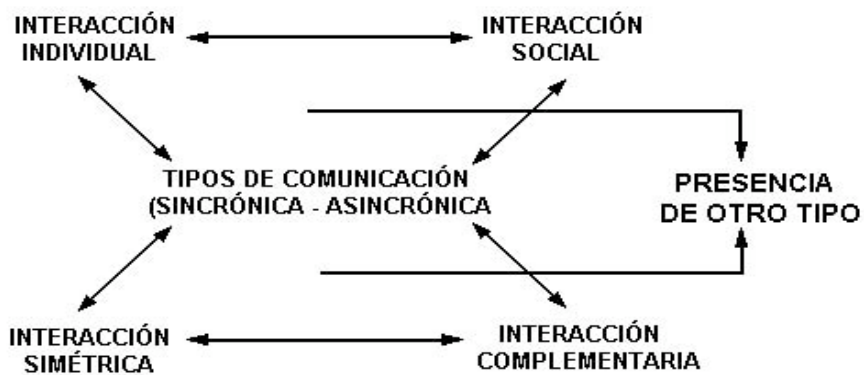 INTERACCIÓN
INDIVIDUAL
INTERACCIÓN
SOCIAL
TIPOS DE COMUNICACIÓN
(SINCRÓNICA - ASINCRÓNICA
PRESENCIA
DE OTRO TIPO
INTERACCIÓN
SIMÉTRICA
INTERACCIÓN
COMPLEMENTARIA